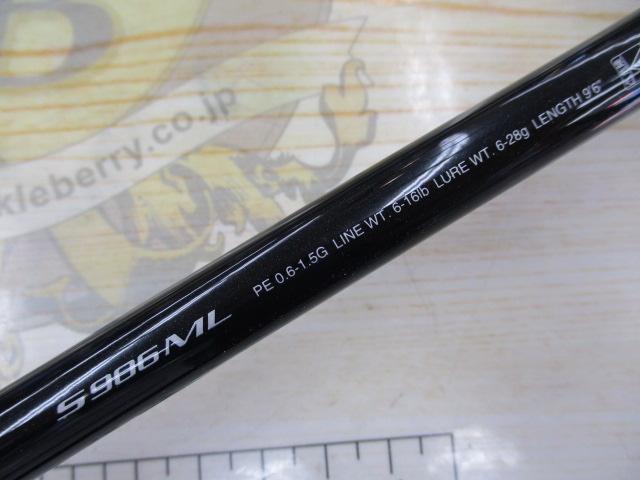 S906ML PE 0.6-1.5G LINE WT. 6-16lb LURE WT. 6-28g LENGTH 9'6"
kleberry.co.jp